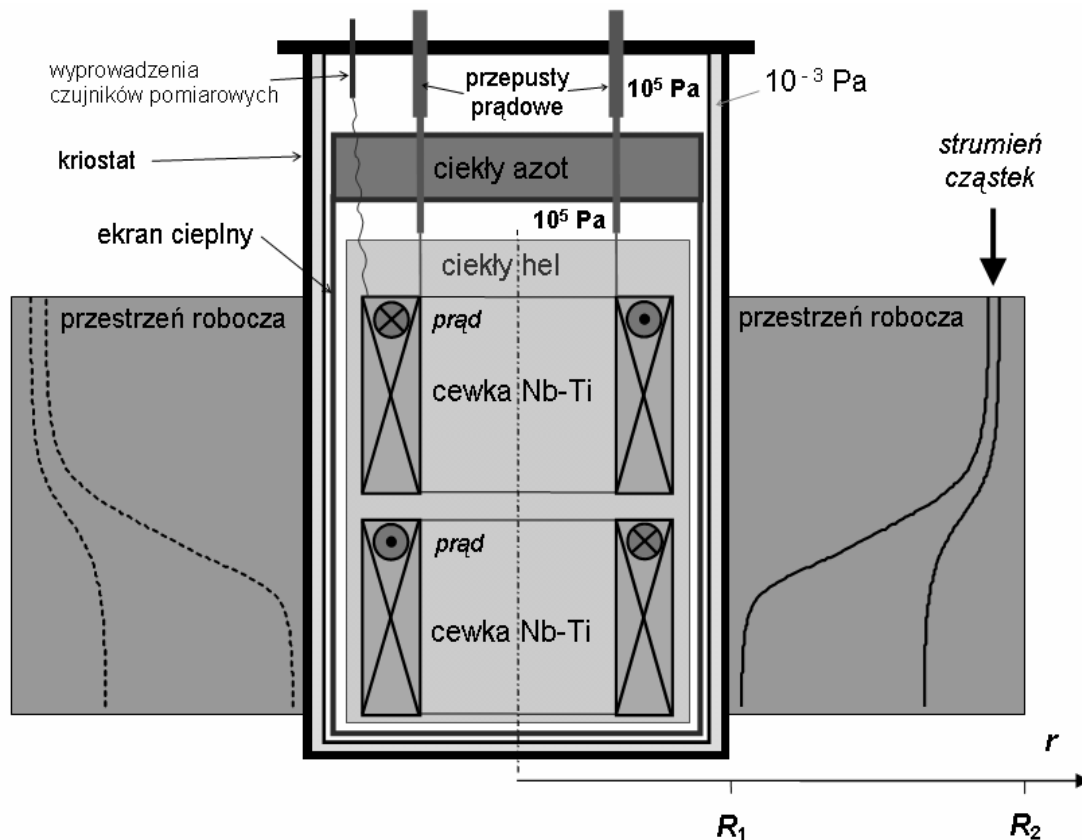 wyprowadzenia
czujników pomiarowych
przepusty
prądowe
10⁵ Pa
10⁻³ Pa
kriostat
ciekły azot
strumień
cząstek
ekran cieplny
10⁵ Pa
ciekły hel
przestrzeń robocza
prąd
przestrzeń robocza
cewka Nb-Ti
prąd
cewka Nb-Ti
r
R₁
R₂